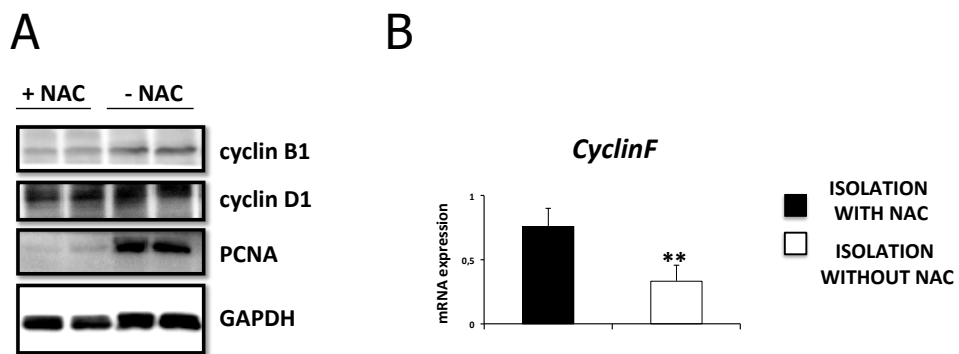 A
+ NAC - NAC
cyclin B1
cyclin D1
PCNA
GAPDH
B
CyclinF
mRNA expression
1
0,5
0
**
ISOLATION
WITH NAC
ISOLATION
WITHOUT NAC